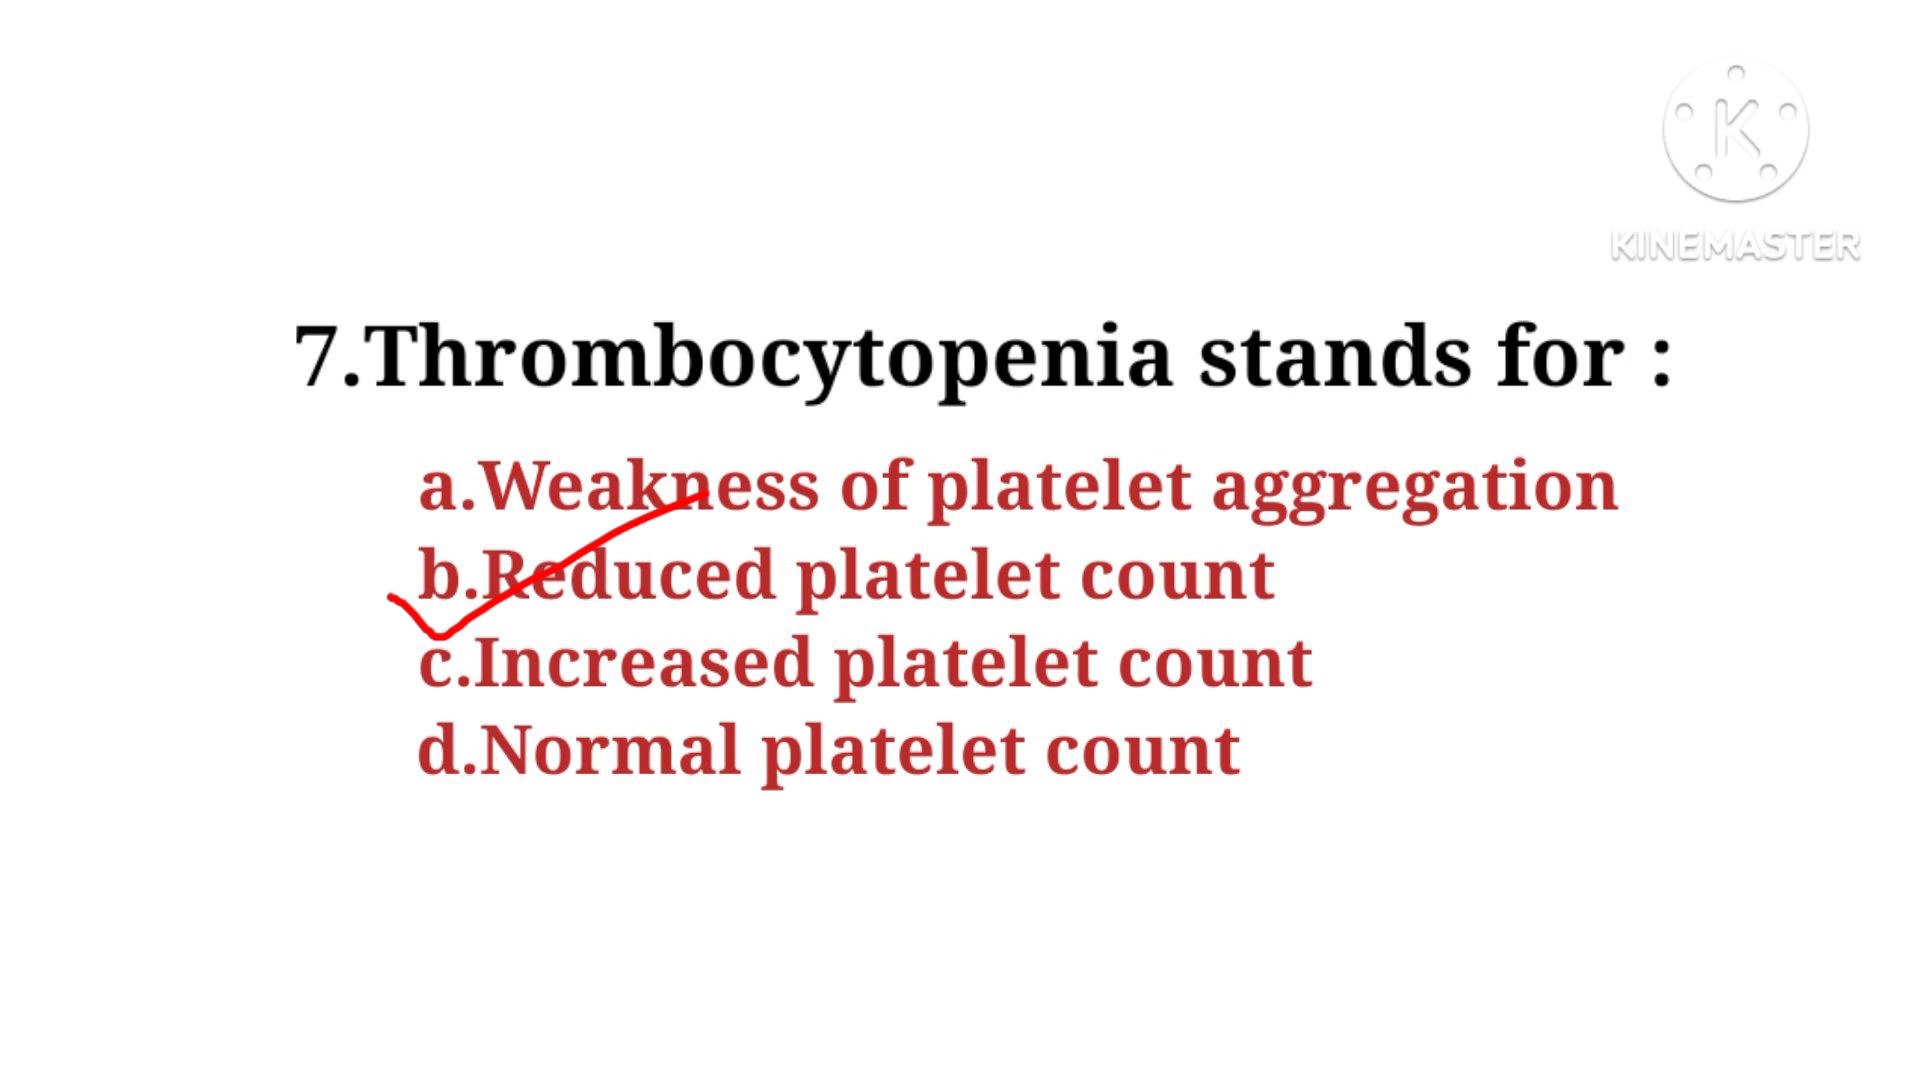 K
KINEMASTER
7.Thrombocytopenia stands for :
a.Weakness of platelet aggregation
b.Reduced platelet count
c.Increased platelet count
d.Normal platelet count